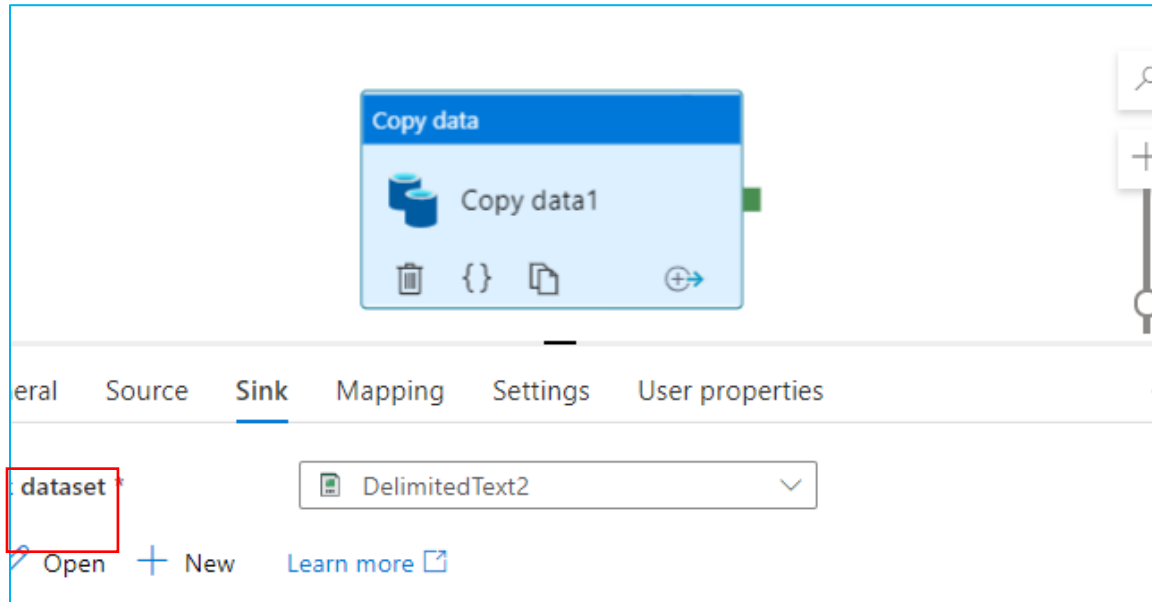 Copy data
Copy data1
eral Source Sink Mapping Settings User properties
dataset * DelimitedText2
Open New Learn more